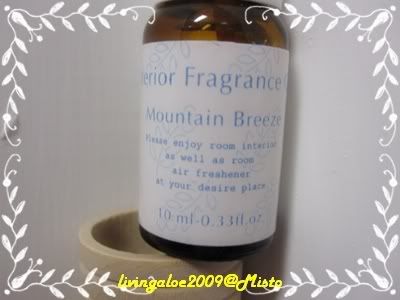 terior Fragrance
Mountain Breeze
Please enjoy room interior
as well as room
air freshener
at your desire place
10 ml-0.33fl.oz.
livingaloe2009@Misto